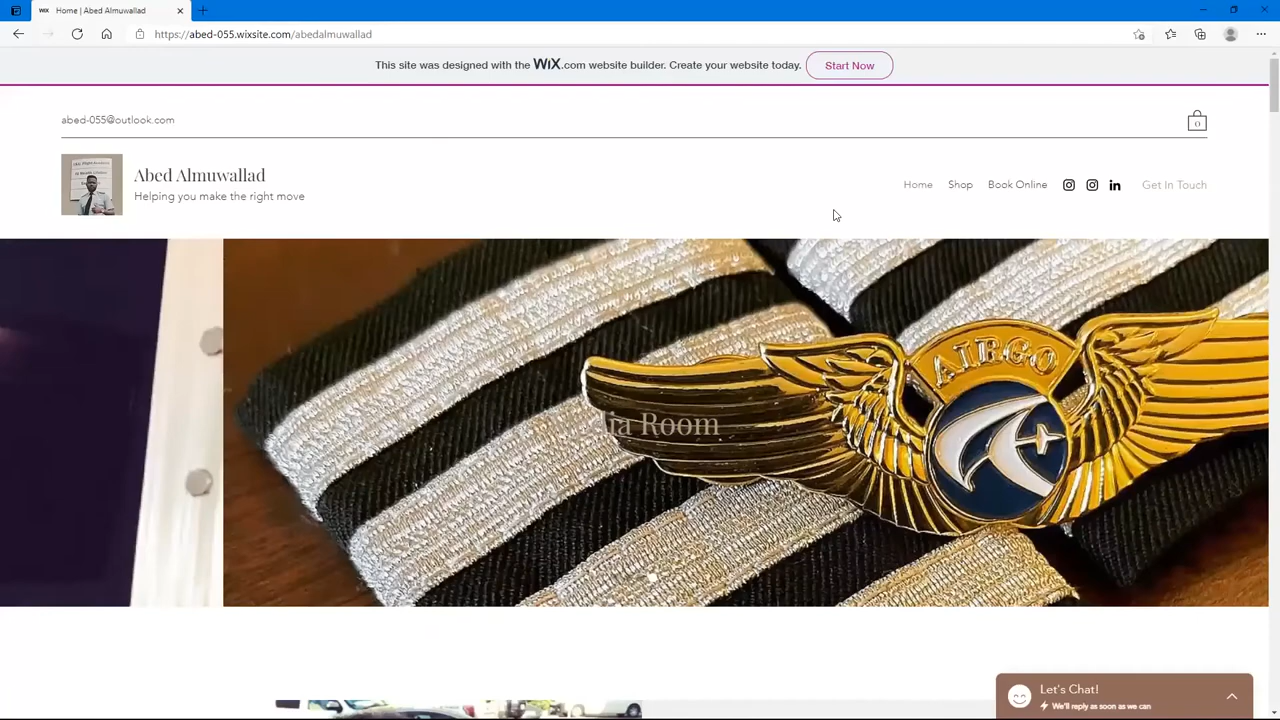 Home | Abed Almuwallad
https://abed-055.wixsite.com/abedalmuwallad
This site was designed with the WiX.com website builder. Create your website today. Start Now
abed-055@outlook.com
0
Abed Almuwallad
Helping you make the right move
Home Shop Book Online in Get In Touch
AIRGO
Room
Let's Chat!
We'll reply as soon as we can